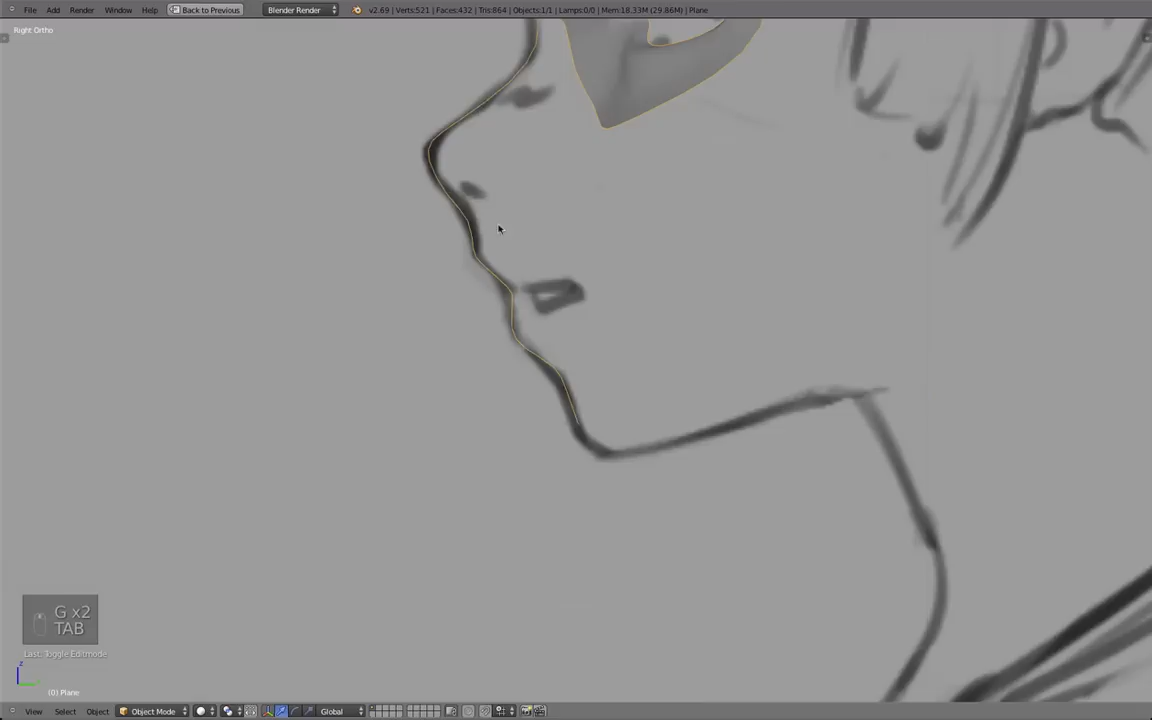 File Add Render Window Help Back to Previous Blender Render v2.69 | Verts:521 | Faces:432 | Tris:864 | Objects:1/1 | Lamps:0/0 | Mem:18.33M (29.86M) | Plane
Right Ortho
G x2
TAB
Last: Toggle Editmode
z
(0) Plane
View Select Object Object Mode Global